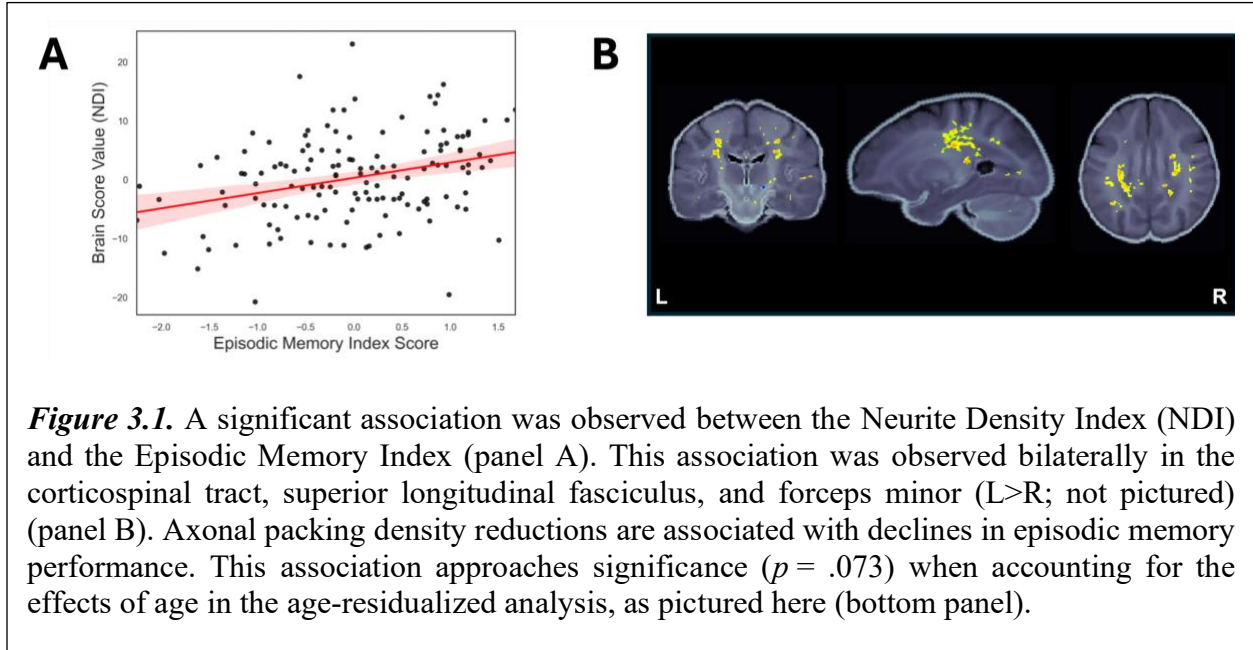 A
B
20
10
0
−10
−20
Brain Score Value (NDI)
−2.0 −1.5 −1.0 −0.5 0.0 0.5 1.0 1.5
Episodic Memory Index Score
L
R
Figure 3.1. A significant association was observed between the Neurite Density Index (NDI)
and the Episodic Memory Index (panel A). This association was observed bilaterally in the
corticospinal tract, superior longitudinal fasciculus, and forceps minor (L>R; not pictured)
(panel B). Axonal packing density reductions are associated with declines in episodic memory
performance. This association approaches significance (p = .073) when accounting for the
effects of age in the age-residualized analysis, as pictured here (bottom panel).